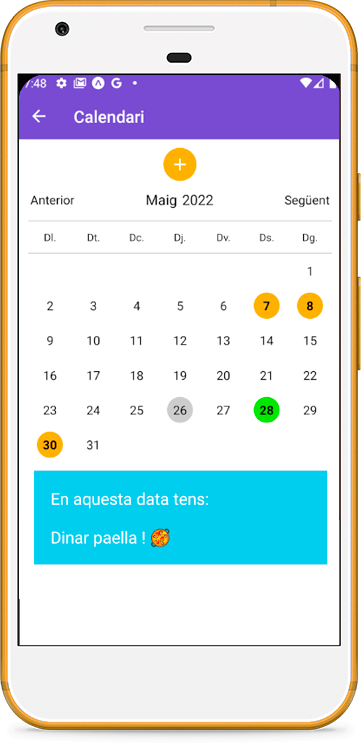 7:48
Calendari
+
Anterior Maig 2022 Següent
Dl. Dt. Dc. Dj. Dv. Ds. Dg.
1
2 3 4 5 6 7 8
9 10 11 12 13 14 15
16 17 18 19 20 21 22
23 24 25 26 27 28 29
30 31
En aquesta data tens:
Dinar paella ! 🥘